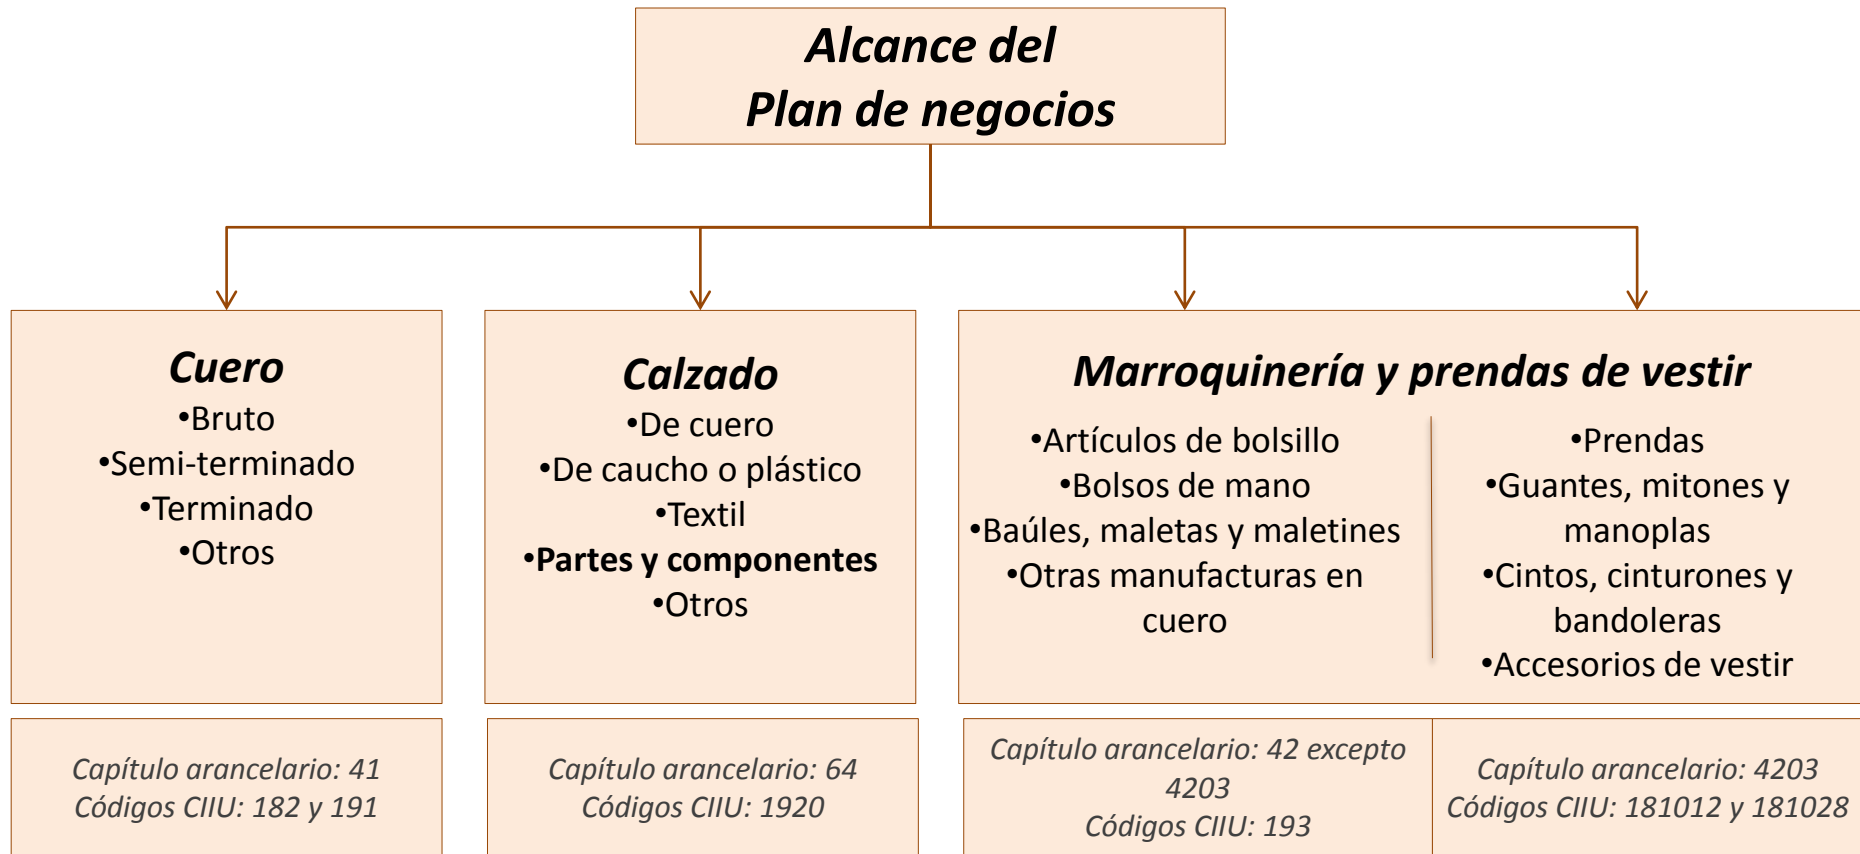 Alcance del
Plan de negocios
Cuero
•Bruto
•Semi-terminado
•Terminado
•Otros
Calzado
•De cuero
•De caucho o plástico
•Textil
•Partes y componentes
•Otros
Marroquinería y prendas de vestir
•Artículos de bolsillo
•Bolsos de mano
•Baúles, maletas y maletines
•Otras manufacturas en
cuero
•Prendas
•Guantes, mitones y
manoplas
•Cintos, cinturones y
bandoleras
•Accesorios de vestir
Capítulo arancelario: 41
Códigos CIIU: 182 y 191
Capítulo arancelario: 64
Códigos CIIU: 1920
Capítulo arancelario: 42 excepto
4203
Códigos CIIU: 193
Capítulo arancelario: 4203
Códigos CIIU: 181012 y 181028